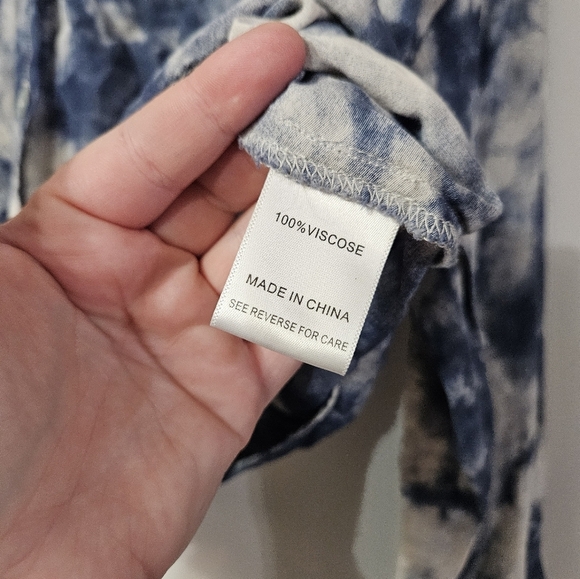 100%VISCOSE
MADE IN CHINA
SEE REVERSE FOR CARE